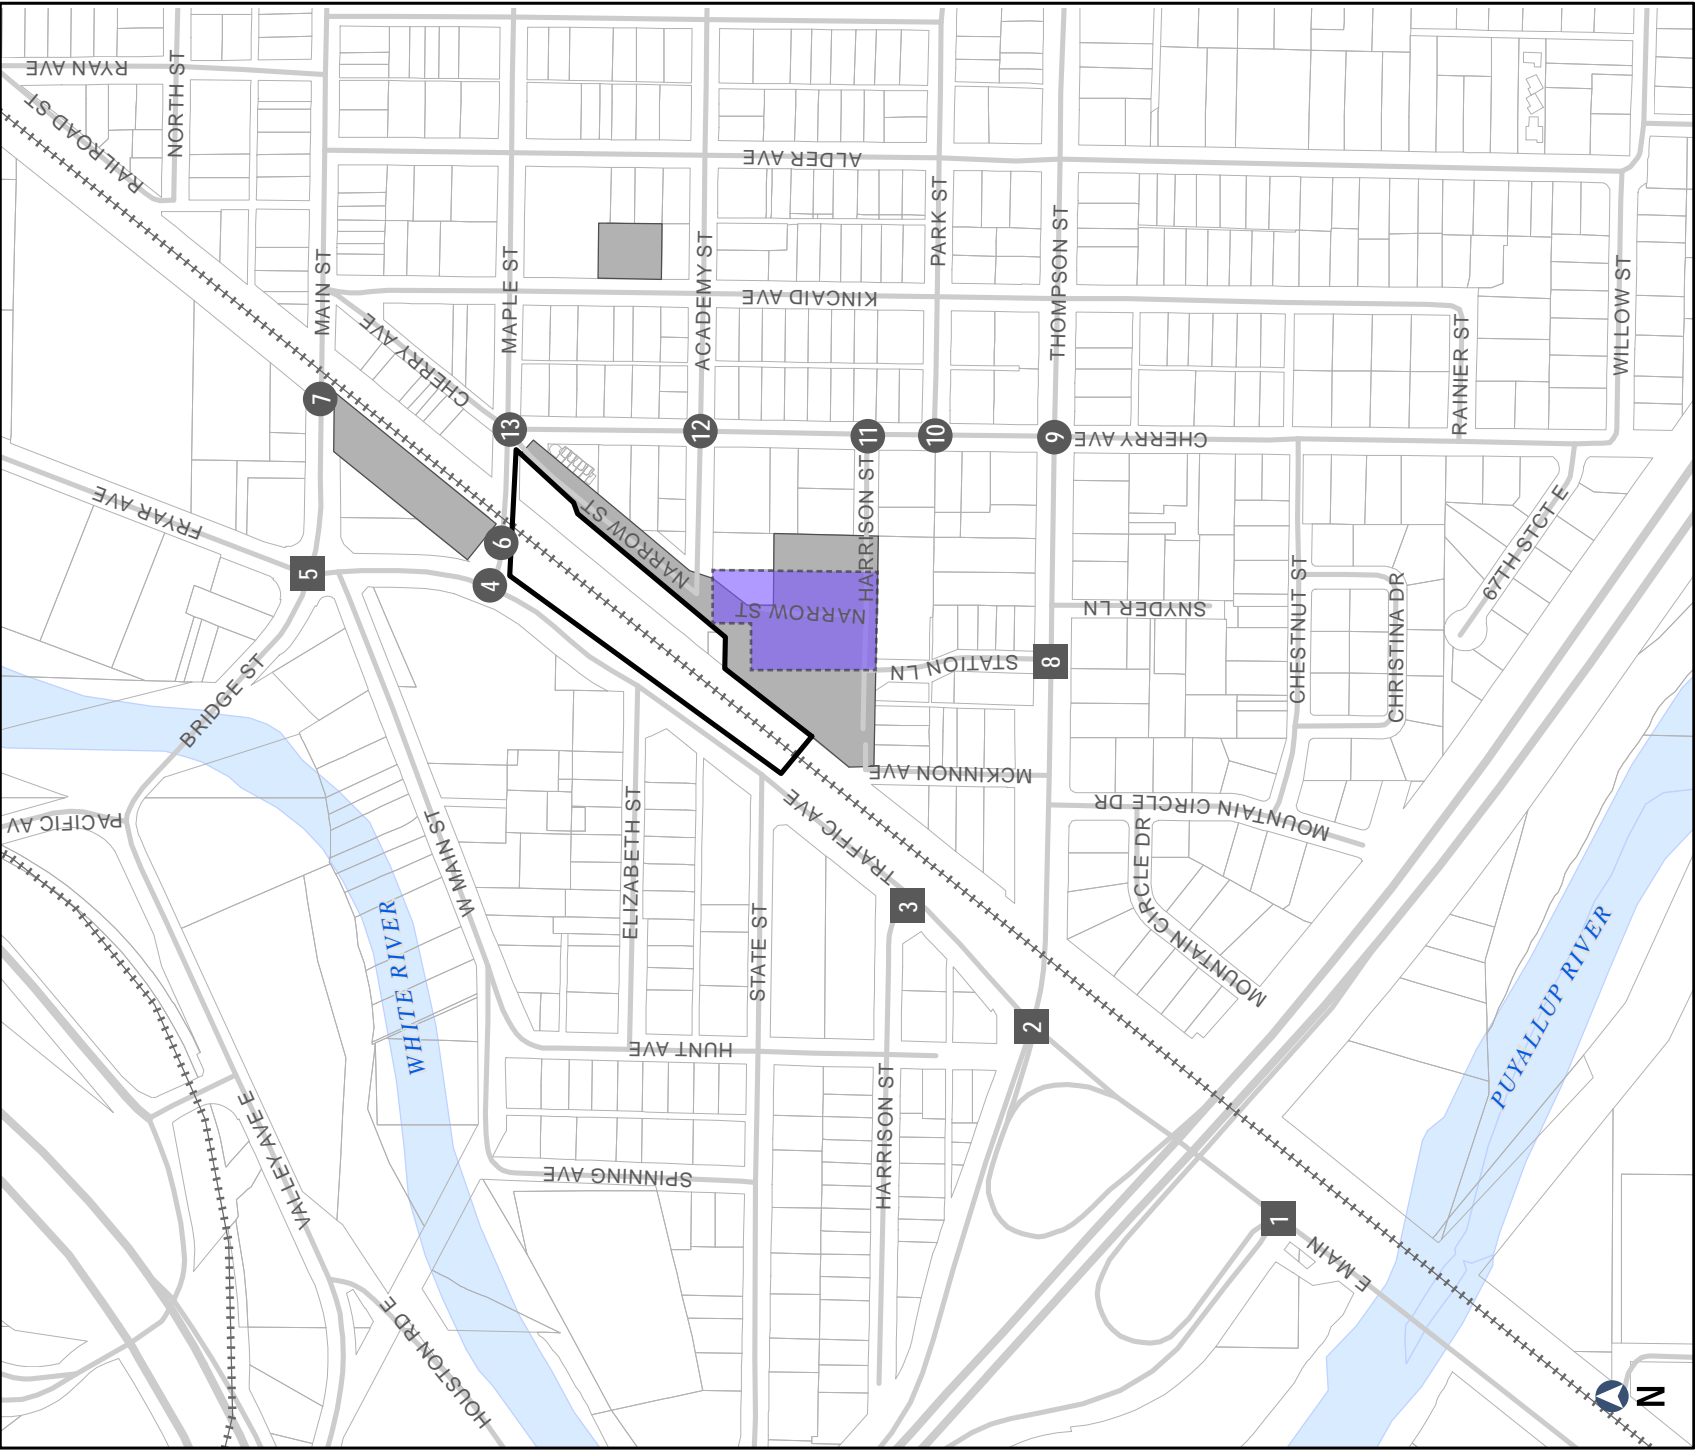 RYAN AVE
RAILROAD ST
NORTH ST
ALDER AVE
MAIN ST
MAPLE ST
ACADEMY ST
PARK ST
THOMPSON ST
KINCAID AVE
CHERRY AVE
WILLOW ST
RAINIER ST
7
13
12
11
10
9
CHERRY AVE
FRYAR AVE
5
4
6
NARROW ST
HARRISON ST
NARROW ST
SNYDER LN
CHESTNUT ST
CHRISTINA DR
67TH STCT E
STATION LN
8
BRIDGE ST
PACIFIC AV
W MAIN ST
ELIZABETH ST
TRAFFIC AVE
MCKINNON AVE
MOUNTAIN CIRCLE DR
MOUNTAIN CIRCLE DR
3
2
STATE ST
WHITE RIVER
PUYALLUP RIVER
HUNT AVE
HARRISON ST
SPINNING AVE
VALLEY AVE E
HOUSTON RD E
1
E MAIN
N